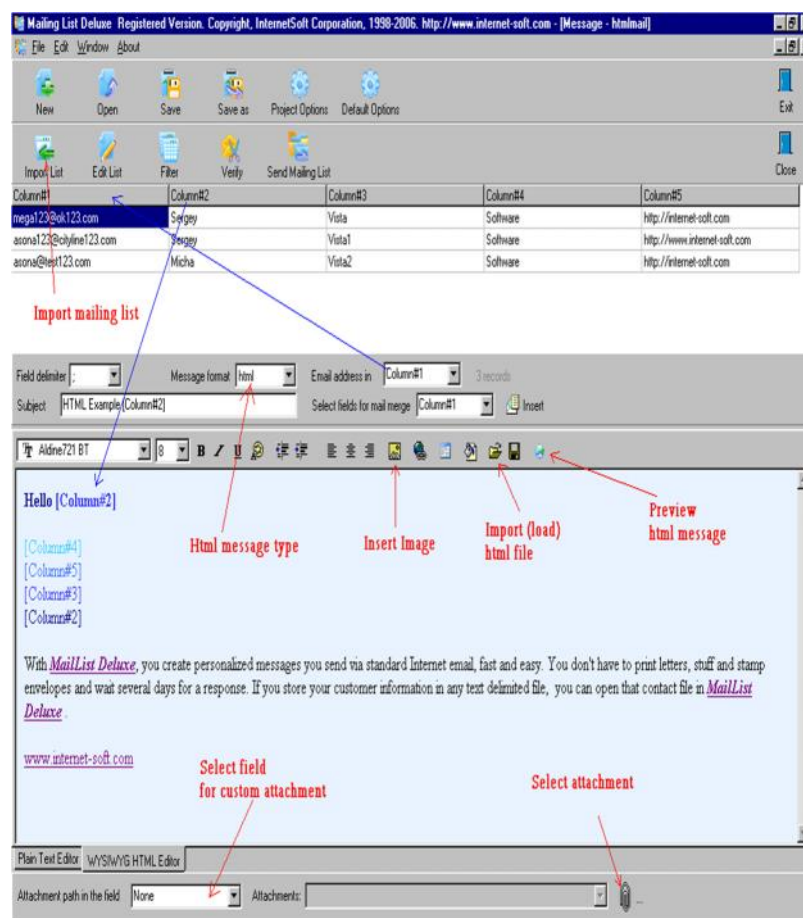 Mailing List Deluxe Registered Version. Copyright, InternetSoft Corporation, 1998-2006. http://www.internet-soft.com - [Message - htmlmail]
File Edit Window About
New Open Save Save as Project Options Default Options Exit
Import List Edit List Filter Verify Send Mailing List Close
Column#1 Column#2 Column#3 Column#4 Column#5
mega123@ok123.com Sergey Vista Software http://internet-soft.com
asona123@cityline123.com Sergey Vista1 Software http://www.internet-soft.com
asona@test123.com Micha Vista2 Software http://internet-soft.com
Import mailing list
Field delimiter ; Message format html Email address in Column#1 3 records
Subject HTML Example [Column#2] Select fields for mail merge Column#1 Insert
Aldine721 BT 8 B I U
Hello [Column#2]
Html message type
Insert Image
Import (load)
html file
Preview
html message
[Column#4]
[Column#5]
[Column#3]
[Column#2]
With MailList Deluxe, you create personalized messages you send via standard Internet email, fast and easy. You don't have to print letters, stuff and stamp
envelopes and wait several days for a response. If you store your customer information in any text delimited file, you can open that contact file in MailList
Deluxe .
www.internet-soft.com
Select field
for custom attachment
Select attachment
Plain Text Editor WYSIWYG HTML Editor
Attachment path in the field None Attachments: ...